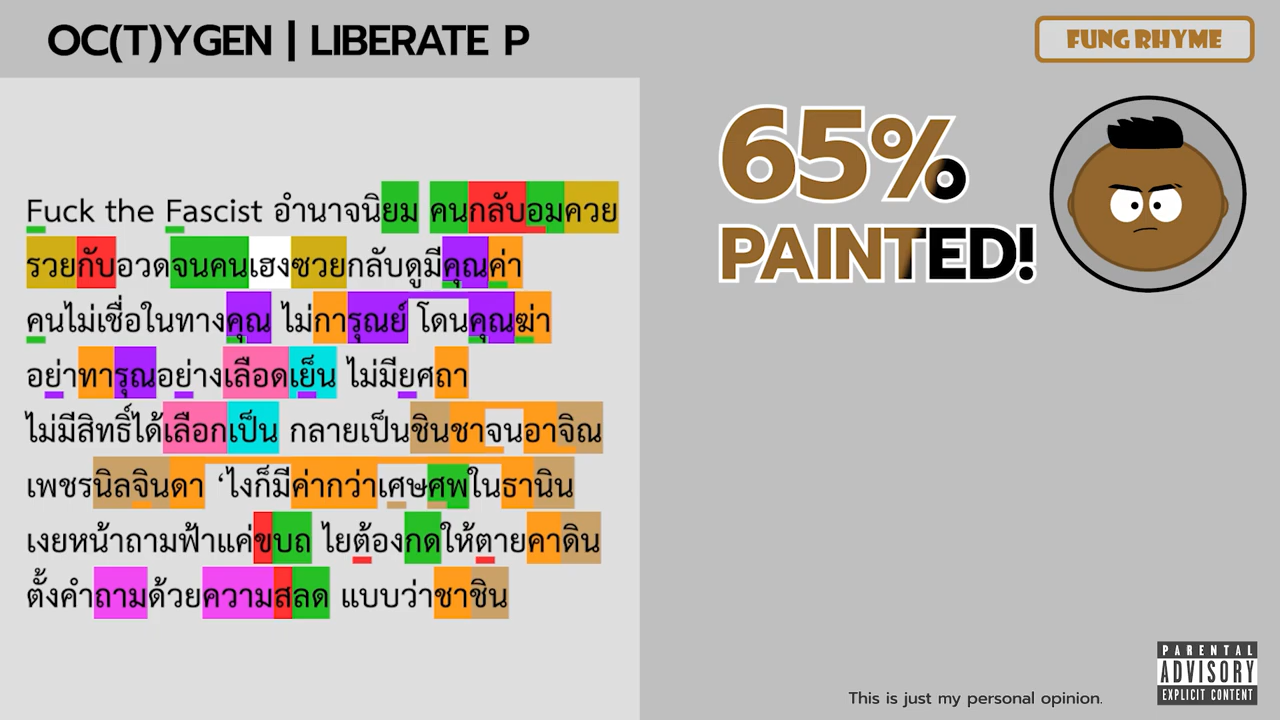 OC(T)YGEN | LIBERATE P
FUNG RHYME
65%
PAINTED!
Fuck the Fascist อำนาจนิยม คนกลับอมควย
รวยกับอวดจนคนเฮงซวยกลับดูมีคุณค่า
คนไม่เชื่อในทางคุณ ไม่การุณย์ โดนคุณฆ่า
อย่าทารุณอย่างเลือดเย็น ไม่มียศถา
ไม่มีสิทธิ์ได้เลือกเป็น กลายเป็นชินชาจนอาจิณ
เพชรนิลจินดา ‘ไงก็มีค่ากว่าเศษศพในธานิน
เงยหน้าถามฟ้าแค่ขบถ ไยต้องกดให้ตายคาดิน
ตั้งคำถามด้วยความสลด แบบว่าชาชิน
PARENTAL
ADVISORY
EXPLICIT CONTENT
This is just my personal opinion.